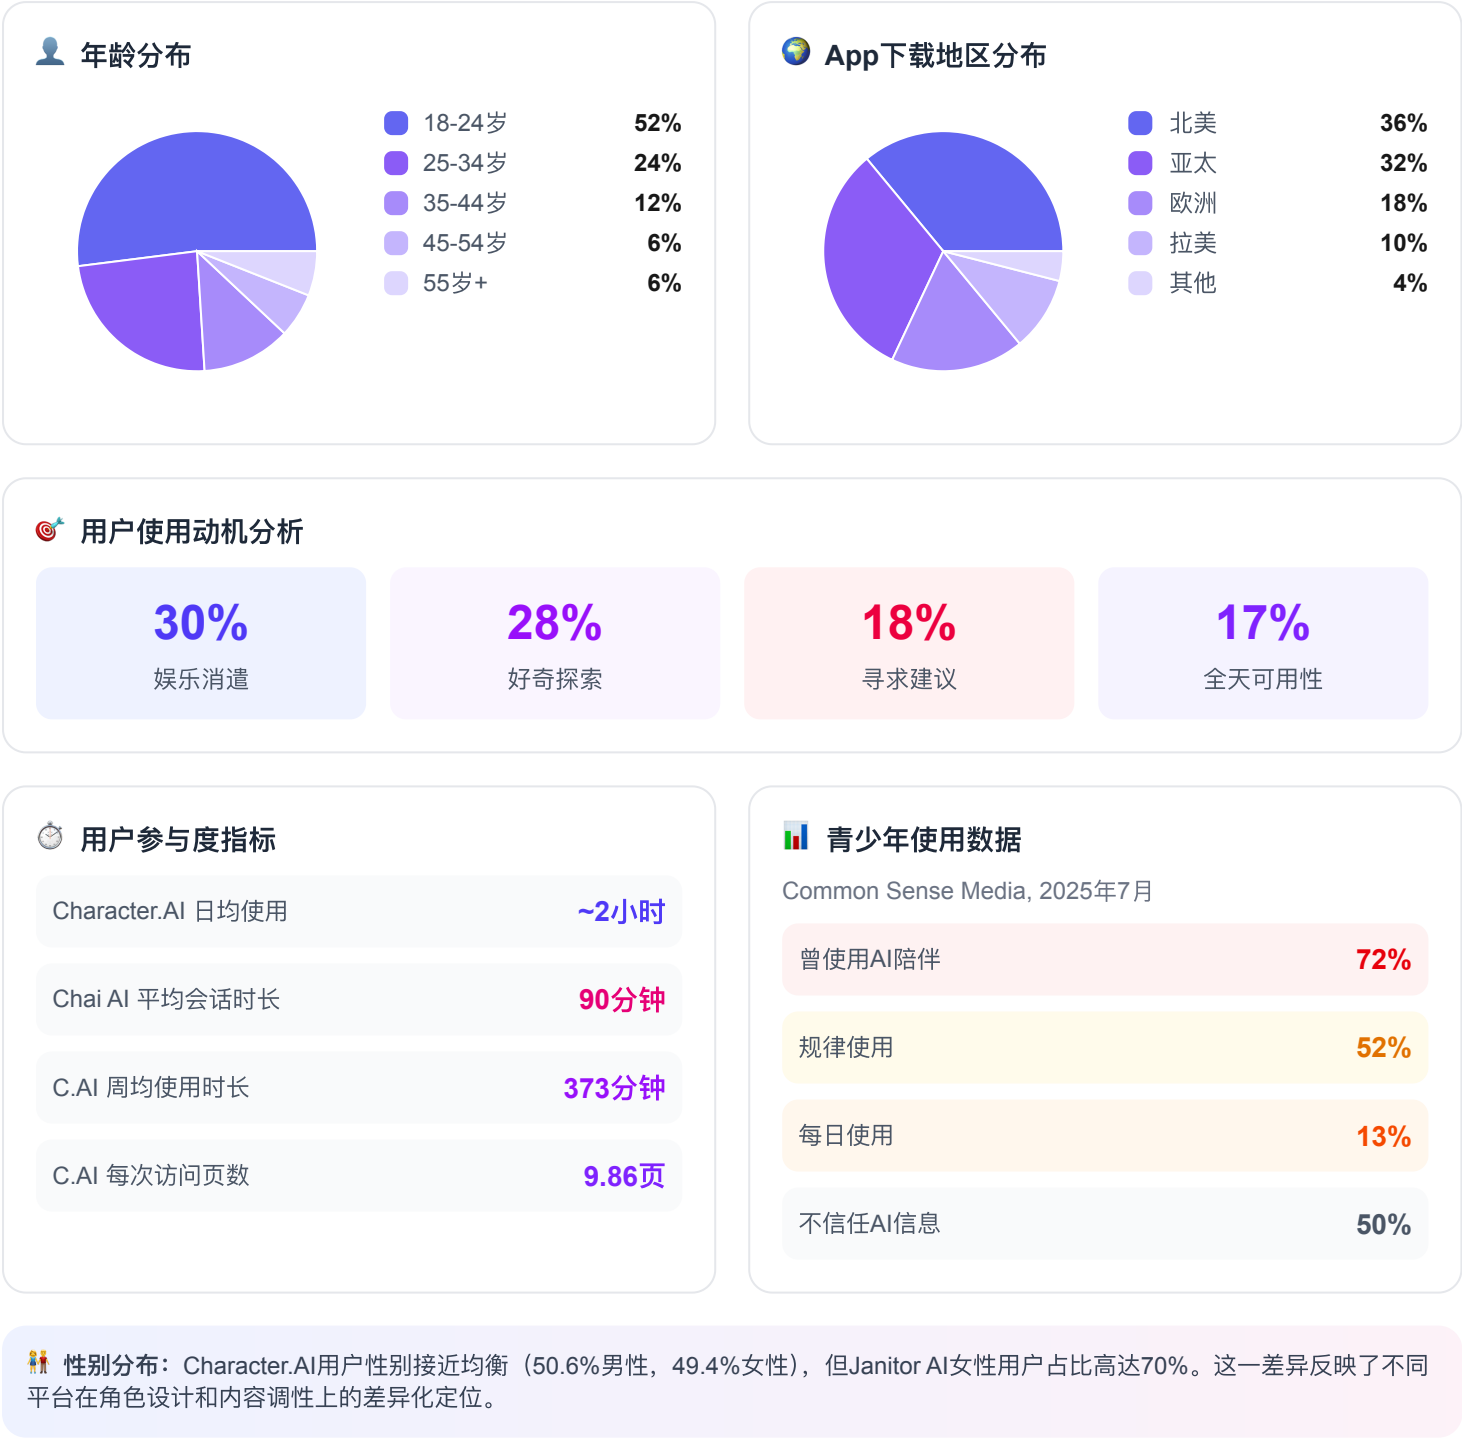 年龄分布
18-24岁 52%
25-34岁 24%
35-44岁 12%
45-54岁 6%
55岁+ 6%
App下载地区分布
北美 36%
亚太 32%
欧洲 18%
拉美 10%
其他 4%
用户使用动机分析
30%
娱乐消遣
28%
好奇探索
18%
寻求建议
17%
全天可用性
用户参与度指标
Character.AI 日均使用 ~2小时
Chai AI 平均会话时长 90分钟
C.AI 周均使用时长 373分钟
C.AI 每次访问页数 9.86页
青少年使用数据
Common Sense Media, 2025年7月
曾使用AI陪伴 72%
规律使用 52%
每日使用 13%
不信任AI信息 50%
性别分布：Character.AI用户性别接近均衡（50.6%男性，49.4%女性），但Janitor AI女性用户占比高达70%。这一差异反映了不同
平台在角色设计和内容调性上的差异化定位。